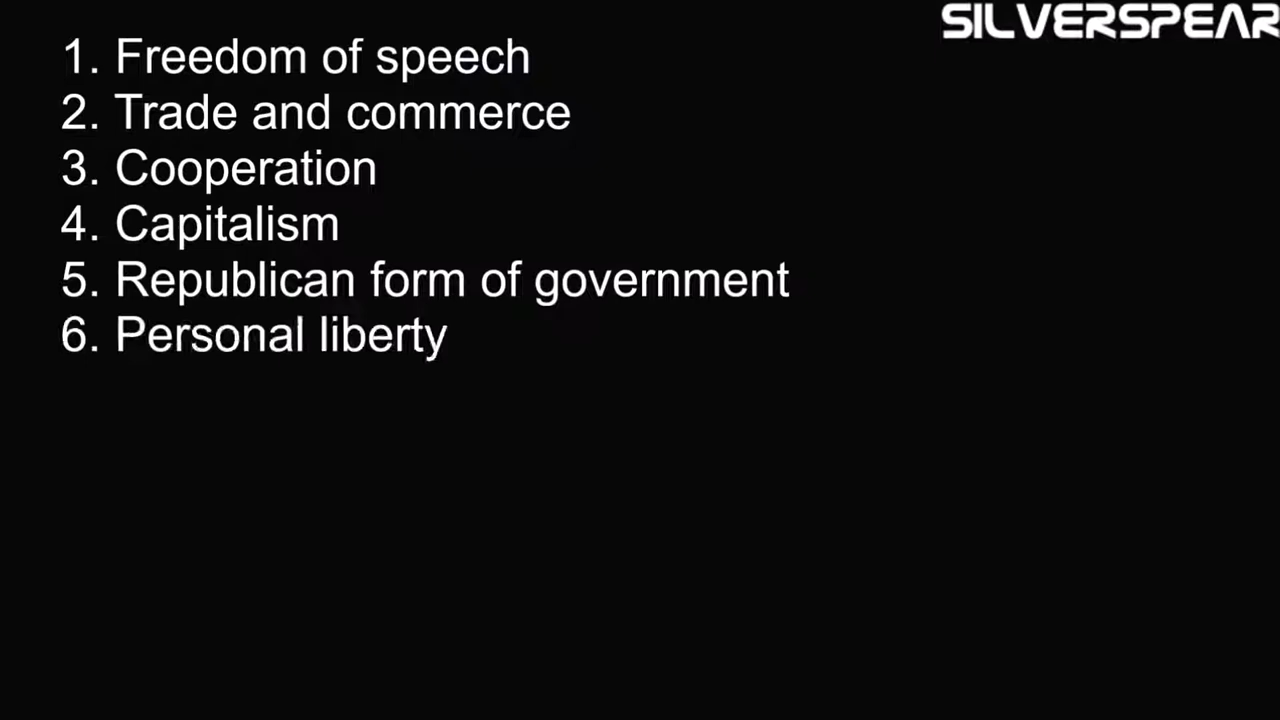 SILVERSPEAR
1. Freedom of speech
2. Trade and commerce
3. Cooperation
4. Capitalism
5. Republican form of government
6. Personal liberty